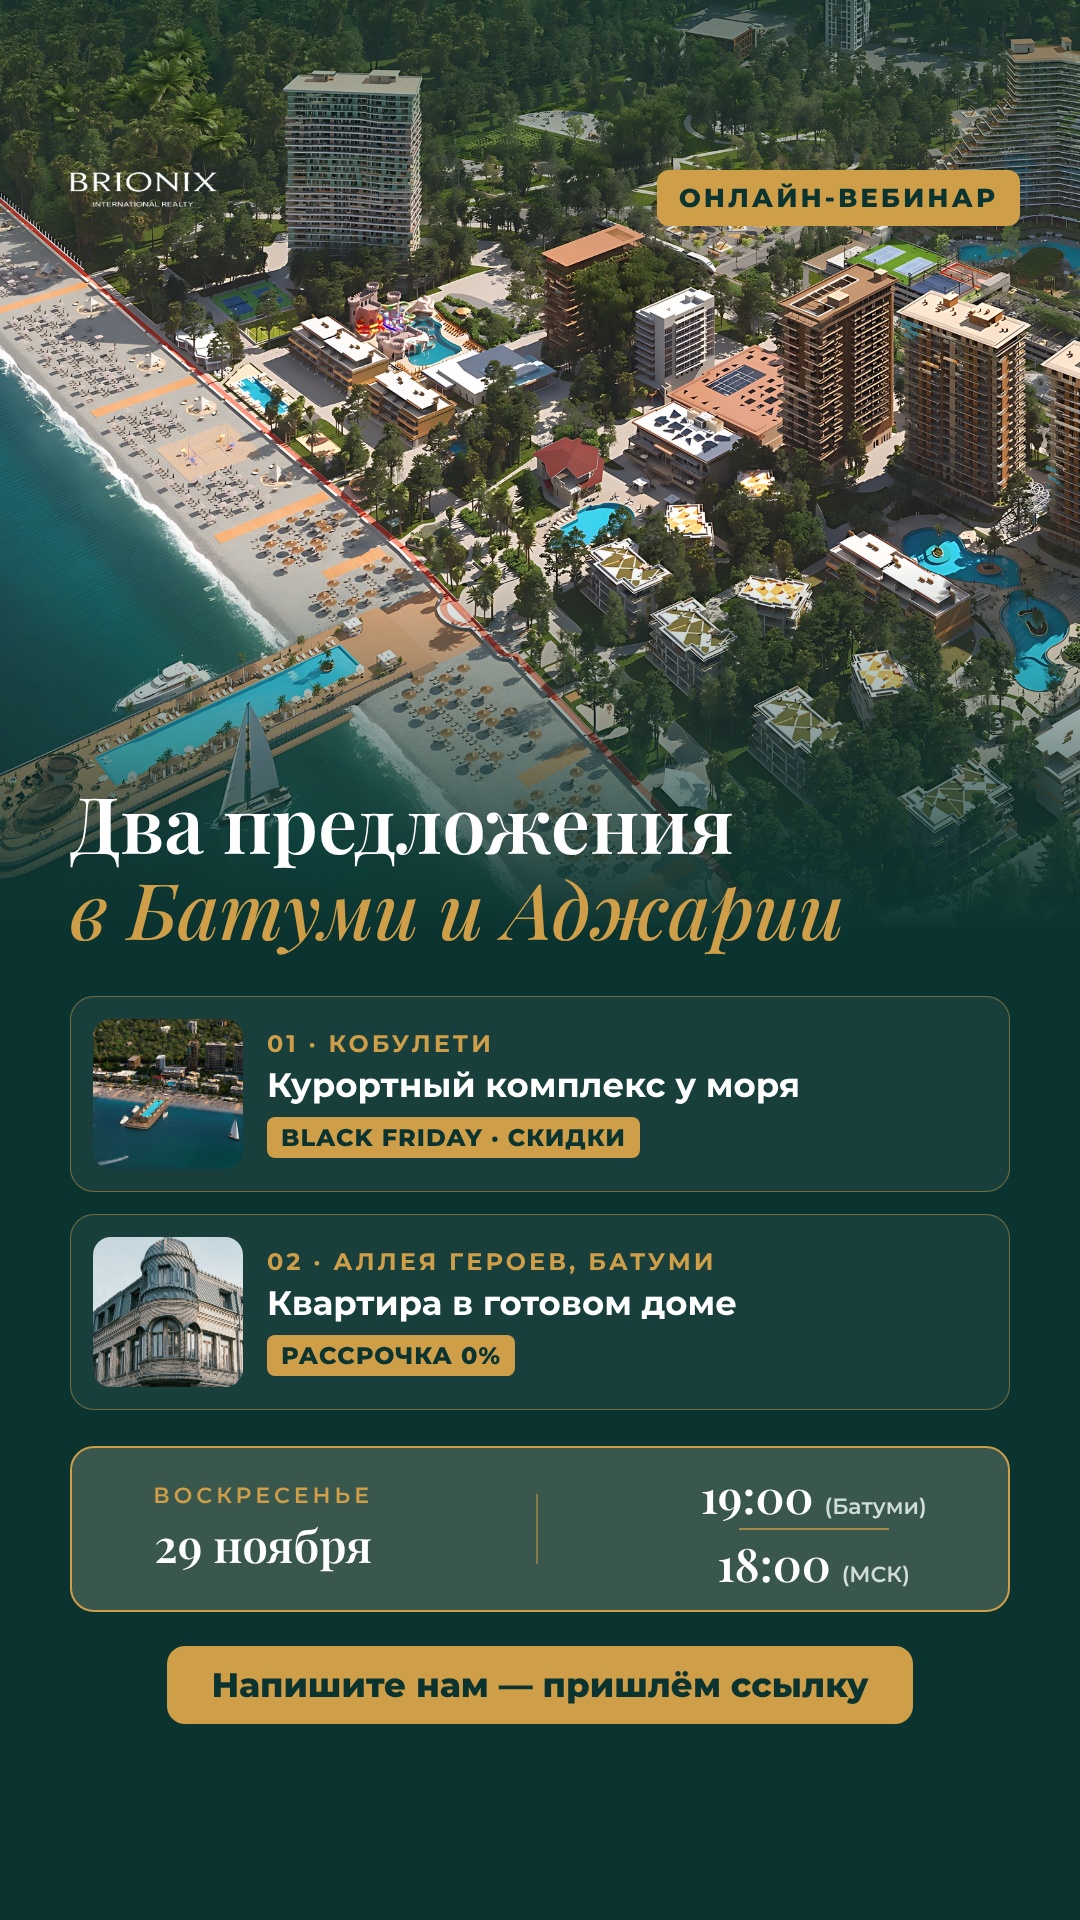 BRIONIX
INTERNATIONAL REALTY
ОНЛАЙН-ВЕБИНАР
Два предложения
в Батуми и Аджарии
01 · КОБУЛЕТИ
Курортный комплекс у моря
BLACK FRIDAY · СКИДКИ
02 · АЛЛЕЯ ГЕРОЕВ, БАТУМИ
Квартира в готовом доме
РАССРОЧКА 0%
ВОСКРЕСЕНЬЕ
29 ноября
19:00 (Батуми)
18:00 (МСК)
Напишите нам — пришлём ссылку